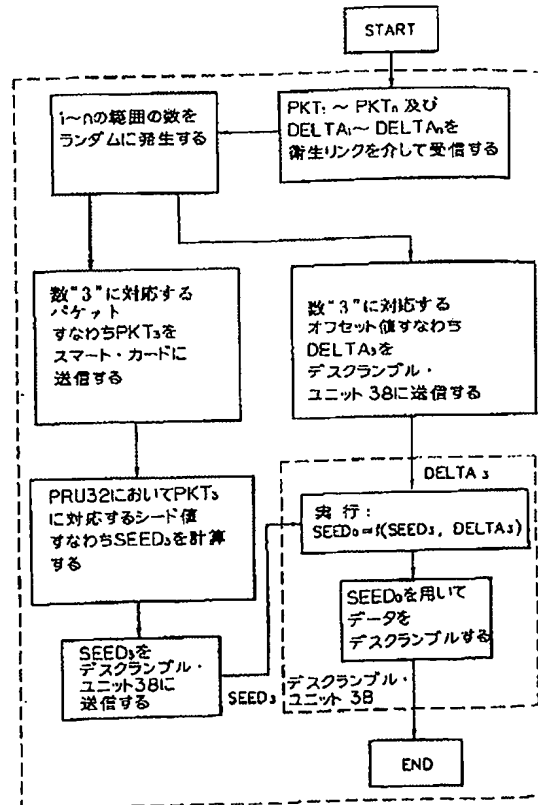 START
PKT₁ ~ PKTₙ 及び
DELTA₁~ DELTAₙを
衛生リンクを介して受信する
1~nの範囲の数を
ランダムに発生する
数"3"に対応する
パケット
すなわちPKT₃を
スマート・カードに
送信する
数"3"に対応する
オフセット値すなわち
DELTA₃を
デスクランブル・
ユニット38に送信する
PRU32においてPKT₃
に対応するシード値
すなわちSEED₃を計算
する
SEED₃を
デスクランブル・
ユニット38に
送信する
SEED₃
DELTA₃
実行:
SEED₀=f(SEED₃, DELTA₃)
SEED₀を用いて
データを
デスクランブルする
デスクランブル・
ユニット 38
END